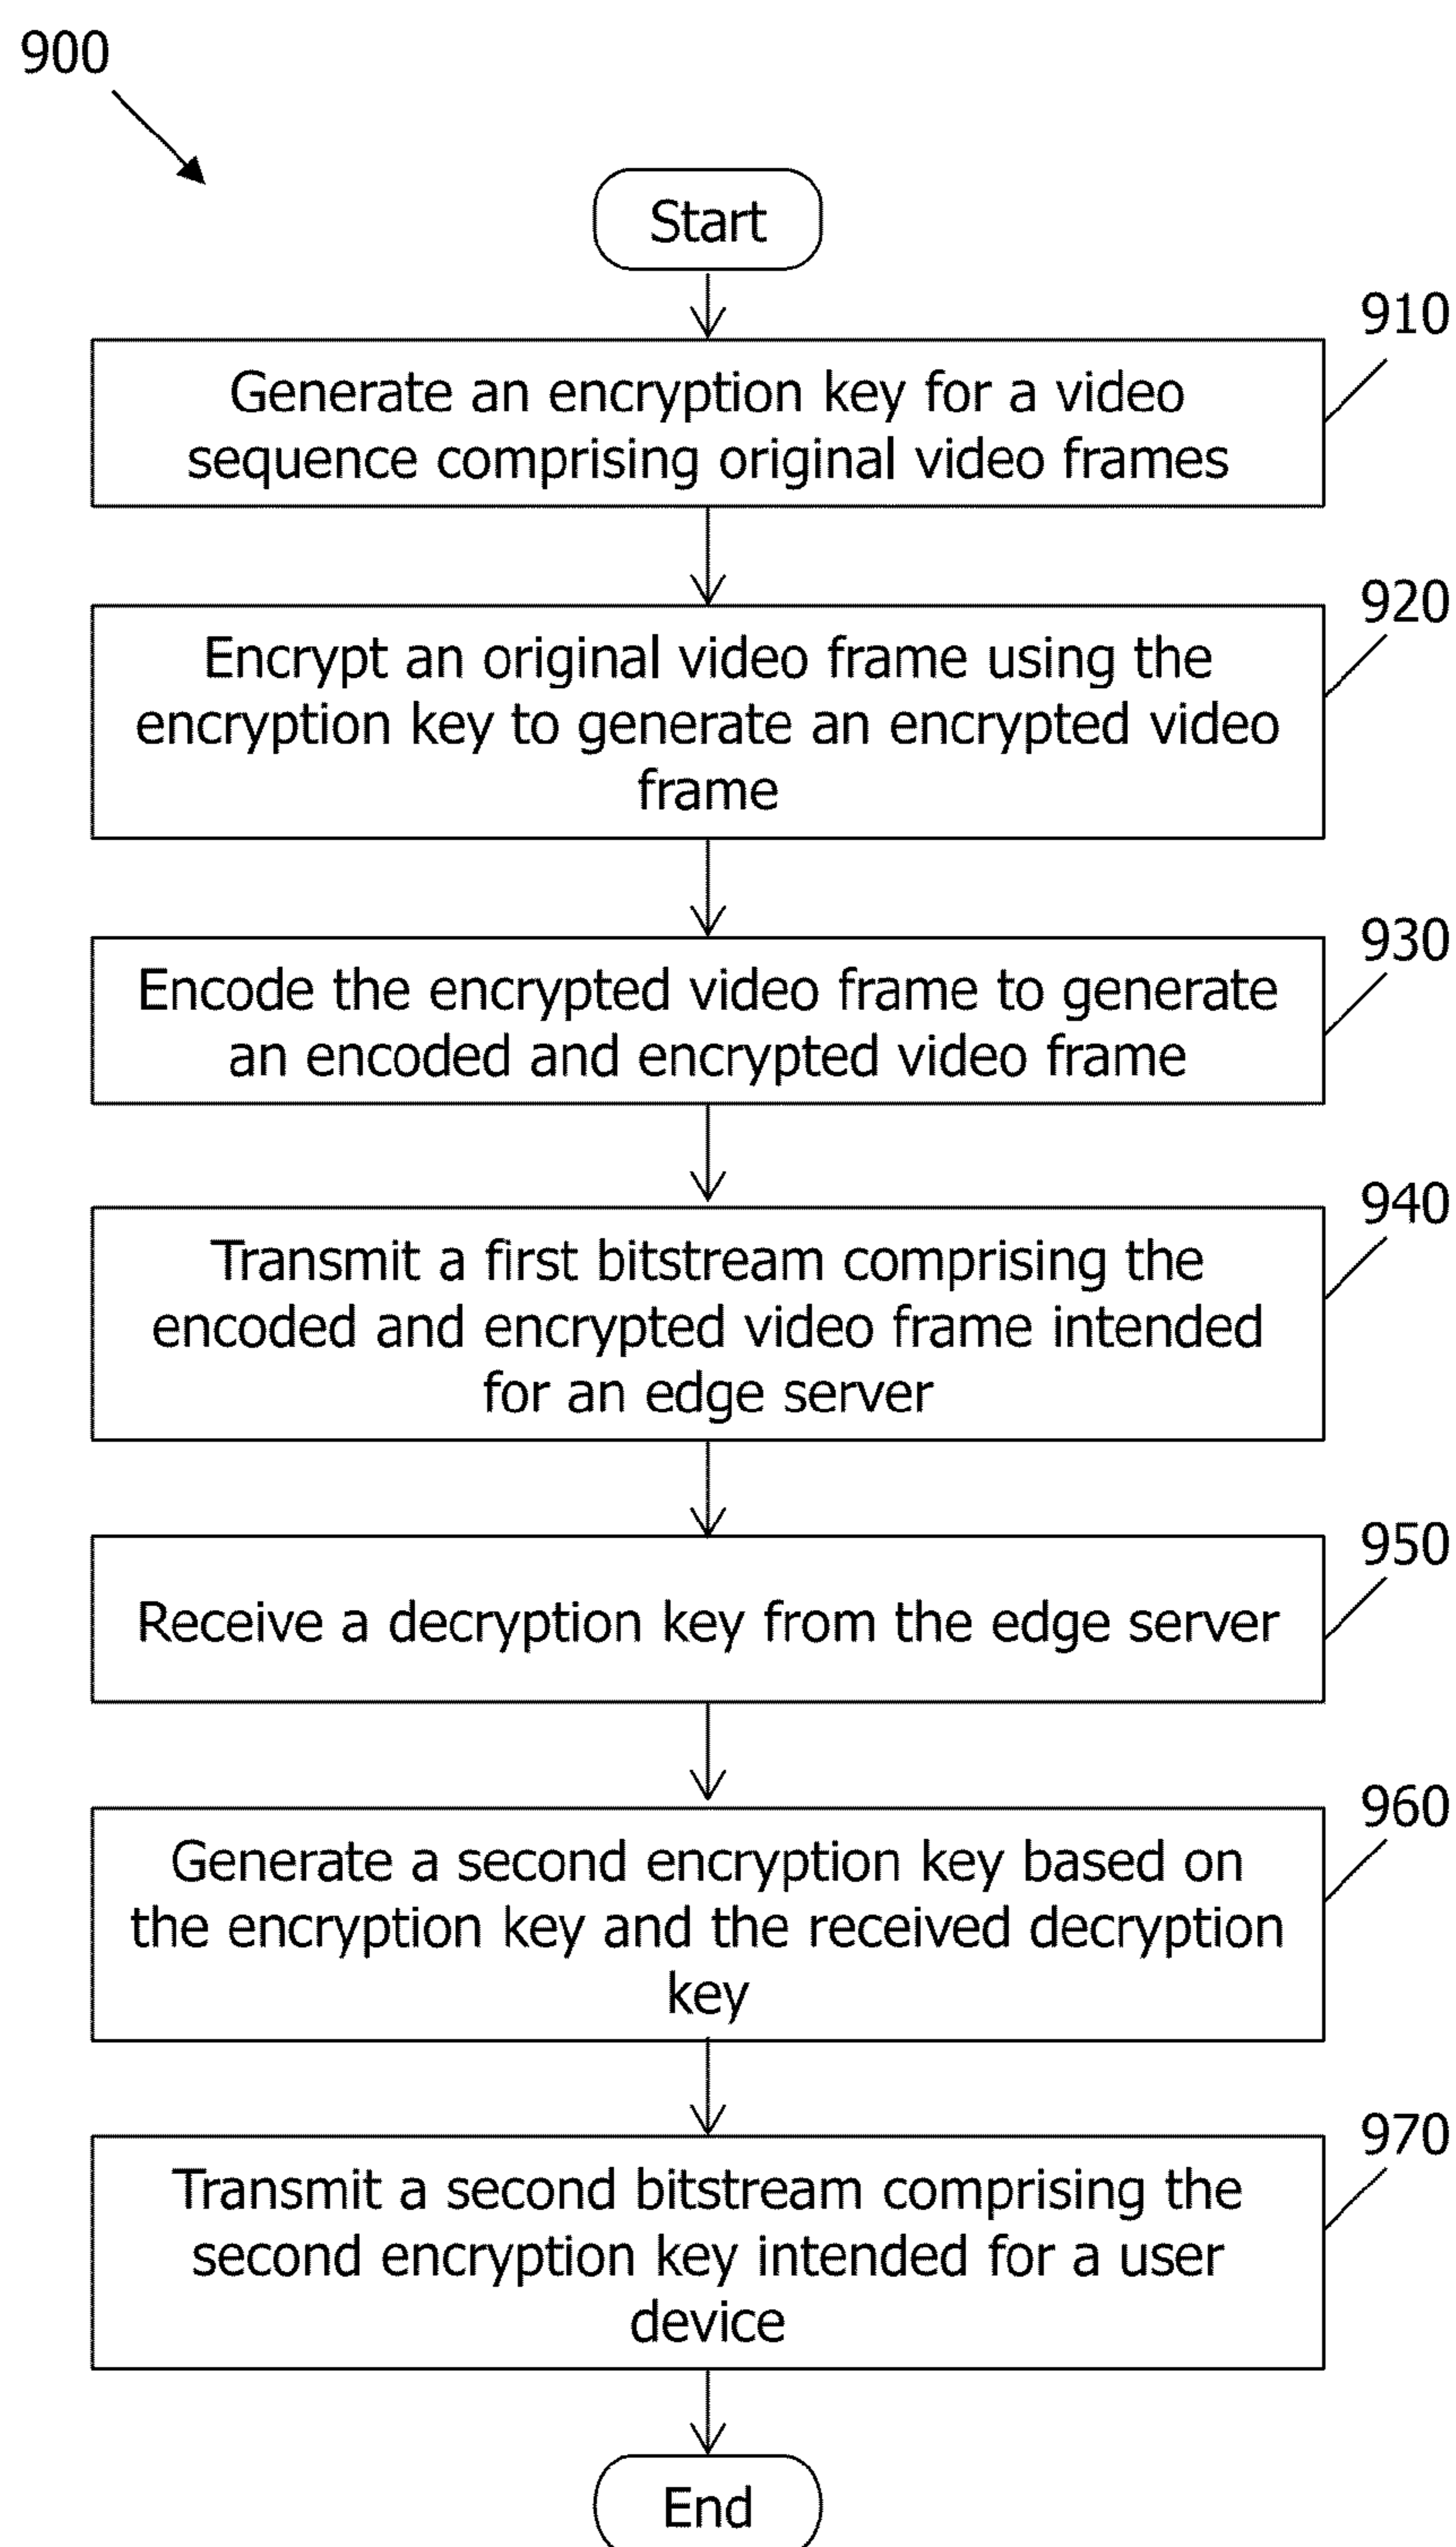 900
Start
910
Generate an encryption key for a video
sequence comprising original video frames
920
Encrypt an original video frame using the
encryption key to generate an encrypted video
frame
930
Encode the encrypted video frame to generate
an encoded and encrypted video frame
940
Transmit a first bitstream comprising the
encoded and encrypted video frame intended
for an edge server
950
Receive a decryption key from the edge server
960
Generate a second encryption key based on
the encryption key and the received decryption
key
970
Transmit a second bitstream comprising the
second encryption key intended for a user
device
End